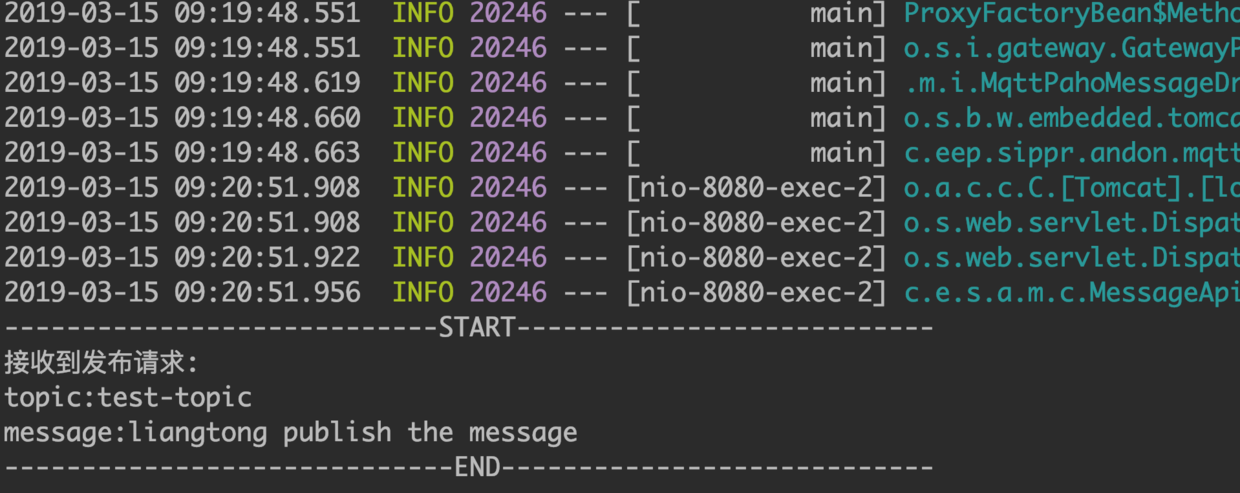 2019-03-15 09:19:48.551  INFO 20246 --- [           main] ProxyFactoryBean$Metho
2019-03-15 09:19:48.551  INFO 20246 --- [           main] o.s.i.gateway.GatewayP
2019-03-15 09:19:48.619  INFO 20246 --- [           main] .m.i.MqttPahoMessageDr
2019-03-15 09:19:48.660  INFO 20246 --- [           main] o.s.b.w.embedded.tomca
2019-03-15 09:19:48.663  INFO 20246 --- [           main] c.eep.sippr.andon.mqtt
2019-03-15 09:20:51.908  INFO 20246 --- [nio-8080-exec-2] o.a.c.c.C.[Tomcat].[lo
2019-03-15 09:20:51.908  INFO 20246 --- [nio-8080-exec-2] o.s.web.servlet.Dispat
2019-03-15 09:20:51.922  INFO 20246 --- [nio-8080-exec-2] o.s.web.servlet.Dispat
2019-03-15 09:20:51.956  INFO 20246 --- [nio-8080-exec-2] c.e.s.a.m.c.MessageApi
----------------------------START---------------------------
接收到发布请求:
topic:test-topic
message:liangtong publish the message
-----------------------------END----------------------------